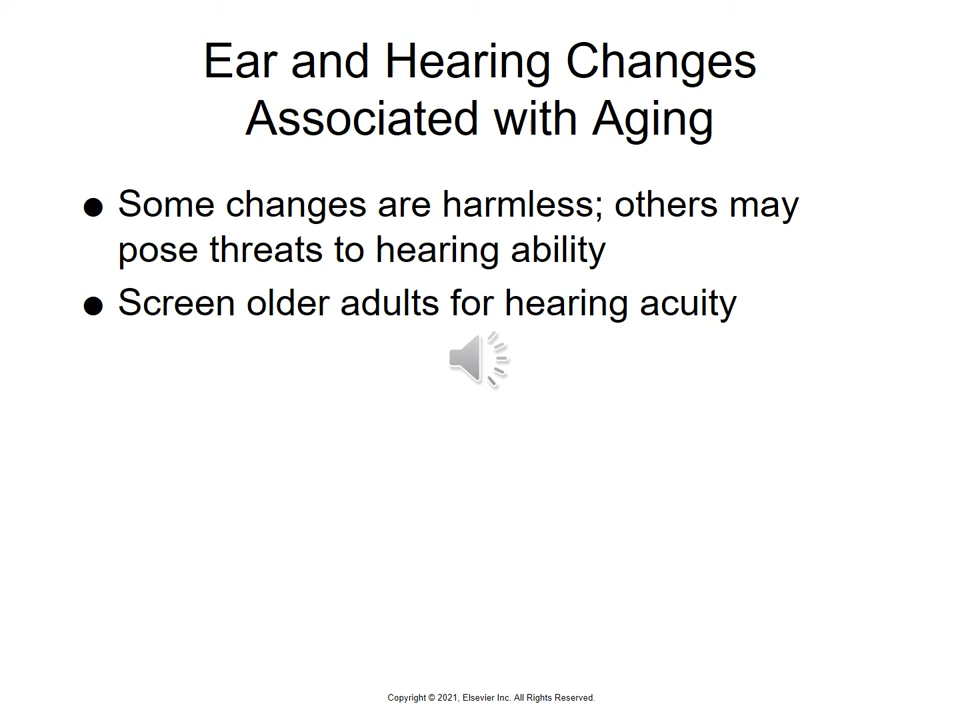 Ear and Hearing Changes
Associated with Aging
● Some changes are harmless; others may
pose threats to hearing ability
● Screen older adults for hearing acuity
Copyright © 2021, Elsevier Inc. All Rights Reserved.